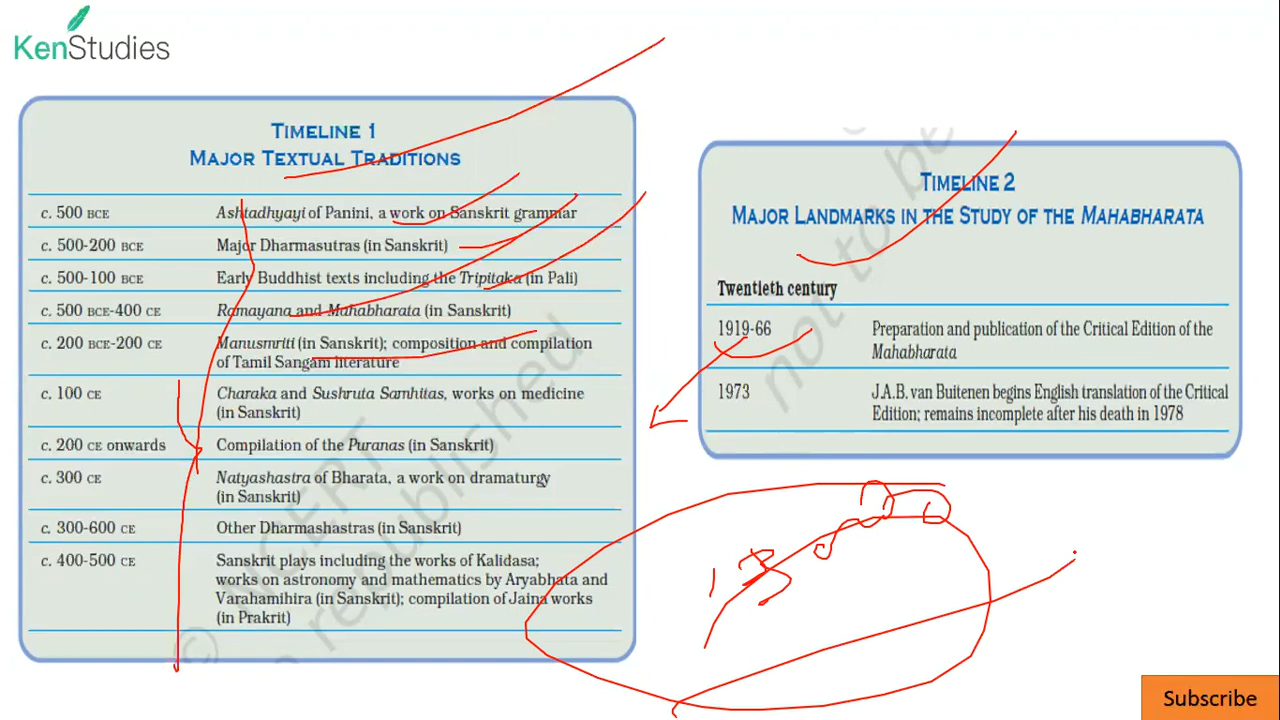 KenStudies
TIMELINE 1
MAJOR TEXTUAL TRADITIONS
c. 500 BCE Ashtadhyayi of Panini, a work on Sanskrit grammar
c. 500-200 BCE Major Dharmasutras (in Sanskrit)
c. 500-100 BCE Early Buddhist texts including the Tripitaka (in Pali)
c. 500 BCE-400 CE Ramayana and Mahabharata (in Sanskrit)
c. 200 BCE-200 CE Manusmriti (in Sanskrit); composition and compilation
of Tamil Sangam literature
c. 100 CE Charaka and Sushruta Samhitas, works on medicine
(in Sanskrit)
c. 200 CE onwards Compilation of the Puranas (in Sanskrit)
c. 300 CE Natyashastra of Bharata, a work on dramaturgy
(in Sanskrit)
c. 300-600 CE Other Dharmashastras (in Sanskrit)
c. 400-500 CE Sanskrit plays including the works of Kalidasa;
works on astronomy and mathematics by Aryabhata and
Varahamihira (in Sanskrit); compilation of Jaina works
(in Prakrit)
© NCERT
republished
TIMELINE 2
MAJOR LANDMARKS IN THE STUDY OF THE MAHABHARATA
Twentieth century
1919-66 Preparation and publication of the Critical Edition of the
Mahabharata
1973 J.A.B. van Buitenen begins English translation of the Critical
Edition; remains incomplete after his death in 1978
not to be
Subscribe